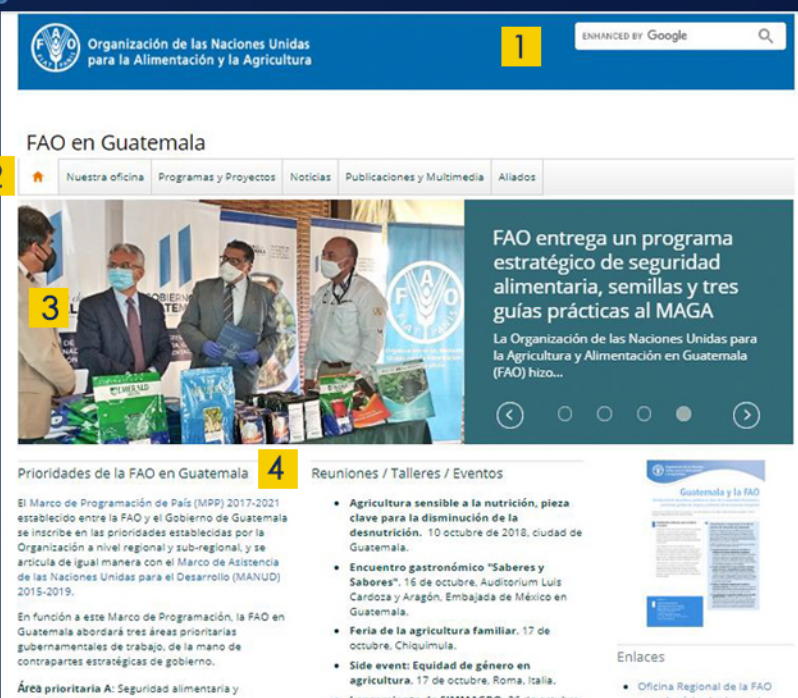 1
ENHANCED BY Google
FAO
FIAT PANIS
Organización de las Naciones Unidas
para la Alimentación y la Agricultura
FAO en Guatemala
2
Nuestra oficina
Programas y Proyectos
Noticias
Publicaciones y Multimedia
Aliados
3
FAO
EMERALD
FAO entrega un programa
estratégico de seguridad
alimentaria, semillas y tres
guías prácticas al MAGA
La Organización de las Naciones Unidas para
la Agricultura y Alimentación en Guatemala
(FAO) hizo...
4
Prioridades de la FAO en Guatemala
El Marco de Programación de País (MPP) 2017-2021
establecido entre la FAO y el Gobierno de Guatemala
se inscribe en las prioridades establecidas por la
Organización a nivel regional y sub-regional, y se
articula de igual manera con el Marco de Asistencia
de las Naciones Unidas para el Desarrollo (MANUD)
2015-2019.
En función a este Marco de Programación, la FAO en
Guatemala abordará tres áreas prioritarias
gubernamentales de trabajo, de la mano de
contrapartes estratégicas de gobierno.
Área prioritaria A: Seguridad alimentaria y
Reuniones / Talleres / Eventos
• Agricultura sensible a la nutrición, pieza
clave para la disminución de la
desnutrición. 10 octubre de 2018, ciudad de
Guatemala.
• Encuentro gastronómico "Saberes y
Sabores". 16 de octubre, Auditorium Luis
Cardoza y Aragón, Embajada de México en
Guatemala.
• Feria de la agricultura familiar. 17 de
octubre, Chiquimula.
• Side event: Equidad de género en
agricultura. 17 de octubre, Roma, Italia.
Guatemala y la FAO
Enlaces
• Oficina Regional de la FAO